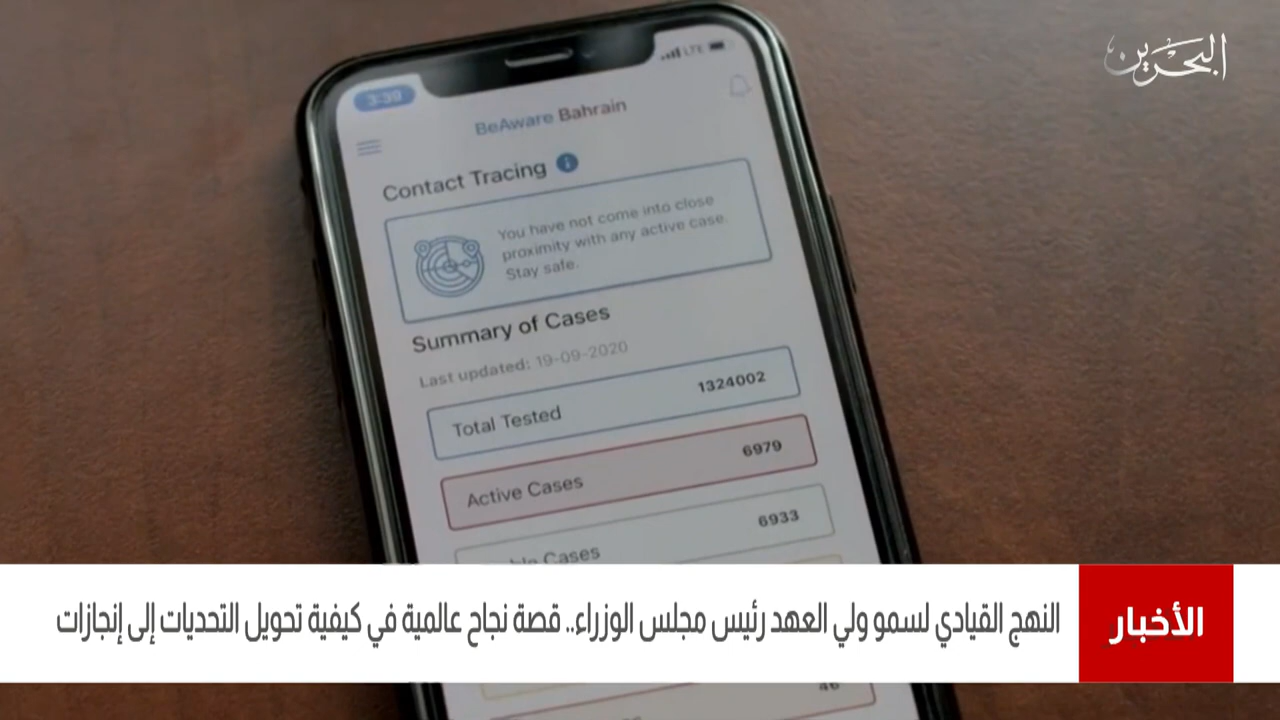 البحرين
3:39
LTE
BeAware Bahrain
Contact Tracing
You have not come into close
proximity with any active case.
Stay safe.
Summary of Cases
Last updated: 19-09-2020
Total Tested 1324002
Active Cases 6979
Cases 6933
46
الأخبار
النهج القيادي لسمو ولي العهد رئيس مجلس الوزراء.. قصة نجاح عالمية في كيفية تحويل التحديات إلى إنجازات